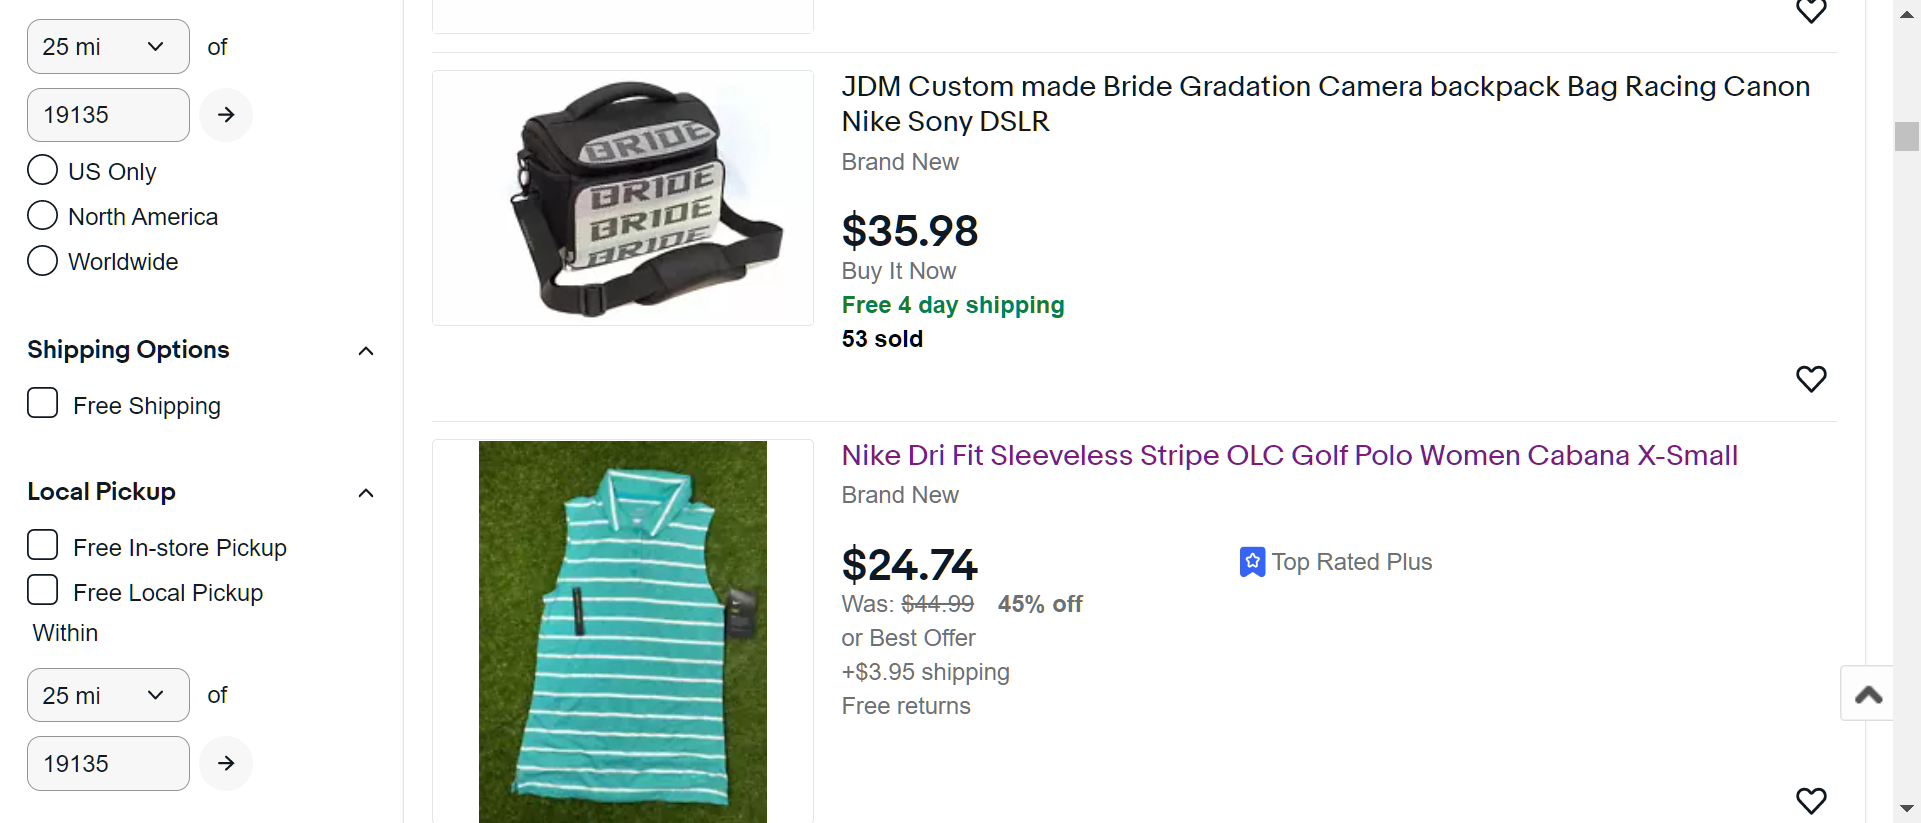 25 mi
of
19135
US Only
North America
Worldwide
Shipping Options
Free Shipping
Local Pickup
Free In-store Pickup
Free Local Pickup
Within
25 mi
of
19135
BRIDE
BRIDE
BRIDE
BRIDE
JDM Custom made Bride Gradation Camera backpack Bag Racing Canon
Nike Sony DSLR
Brand New
$35.98
Buy It Now
Free 4 day shipping
53 sold
Nike Dri Fit Sleeveless Stripe OLC Golf Polo Women Cabana X-Small
Brand New
$24.74
Top Rated Plus
Was: $44.99 45% off
or Best Offer
+$3.95 shipping
Free returns